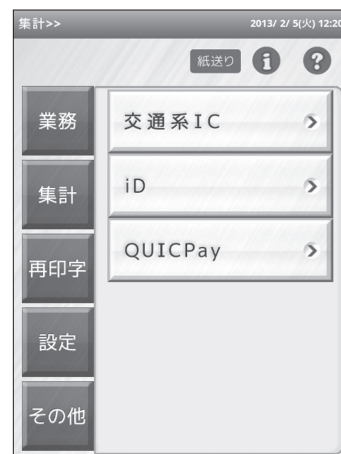 集計>> 2013/ 2/ 5(火) 12:20
紙送り i ?
業務
集計
再印字
設定
その他
交通系IC
iD
QUICPay